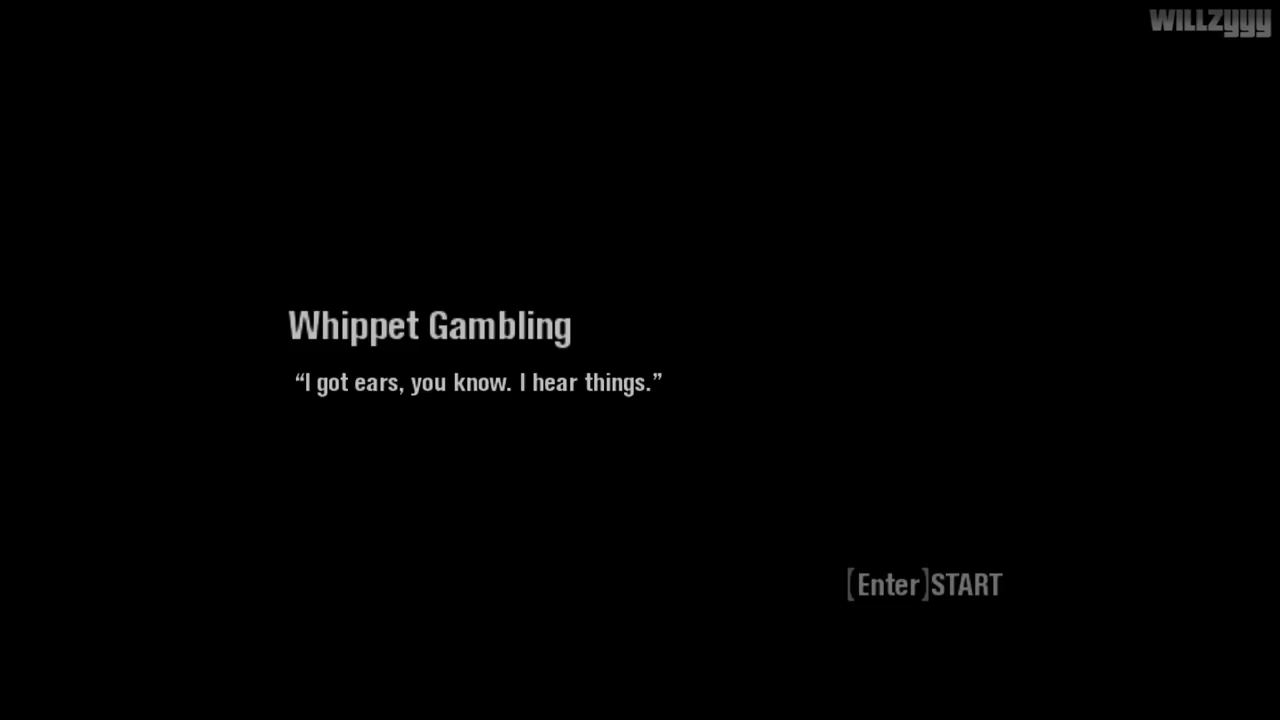 WILLZyyy
Whippet Gambling
“I got ears, you know. I hear things.”
[Enter]START